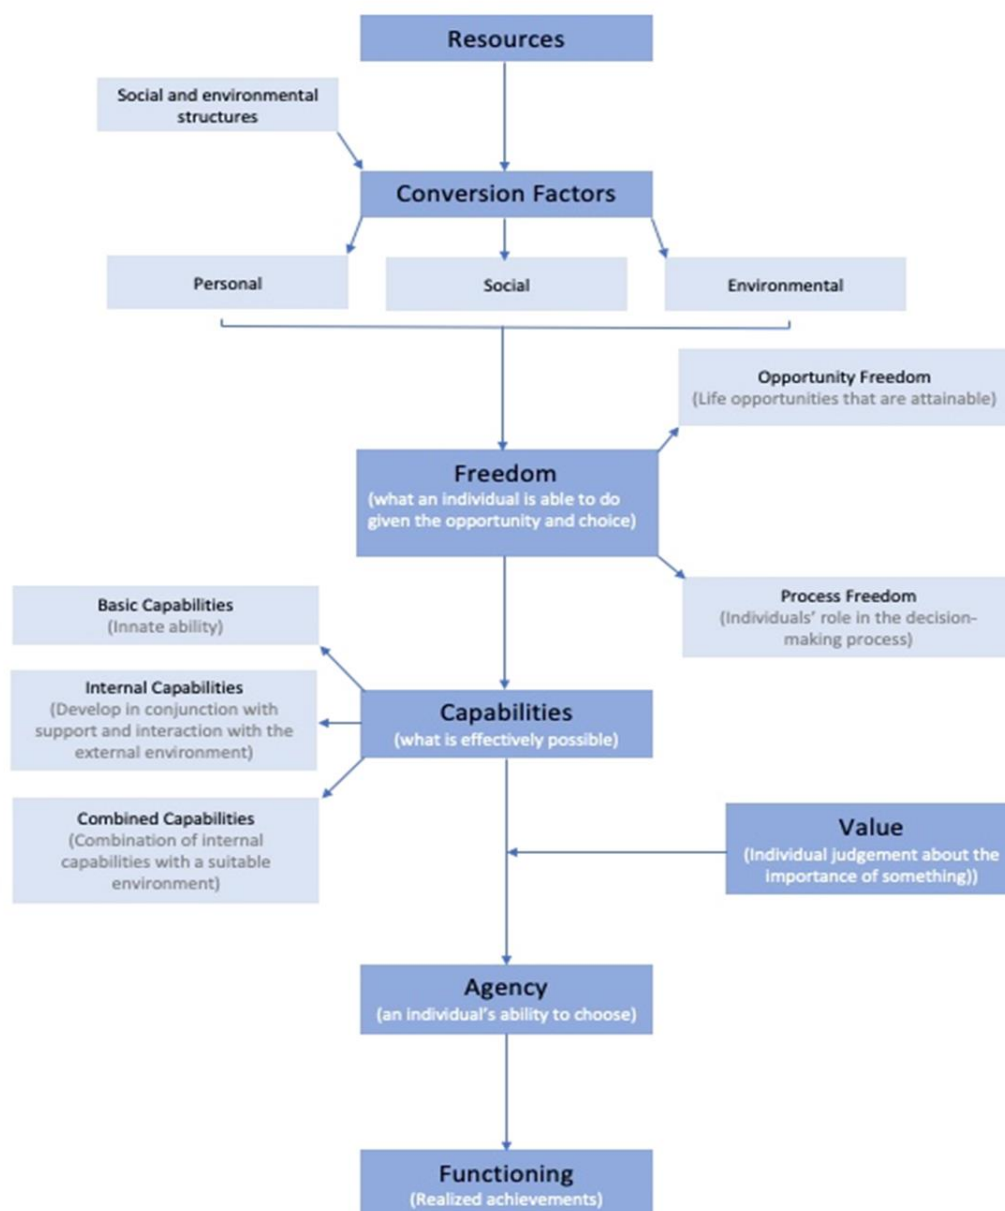 Resources
Social and environmental
structures
Conversion Factors
Personal
Social
Environmental
Opportunity Freedom
(Life opportunities that are attainable)
Freedom
(what an individual is able to do
given the opportunity and choice)
Process Freedom
(Individuals’ role in the decision-
making process)
Basic Capabilities
(Innate ability)
Internal Capabilities
(Develop in conjunction with
support and interaction with the
external environment)
Combined Capabilities
(Combination of internal
capabilities with a suitable
environment)
Capabilities
(what is effectively possible)
Value
(Individual judgement about the
importance of something))
Agency
(an individual’s ability to choose)
Functioning
(Realized achievements)